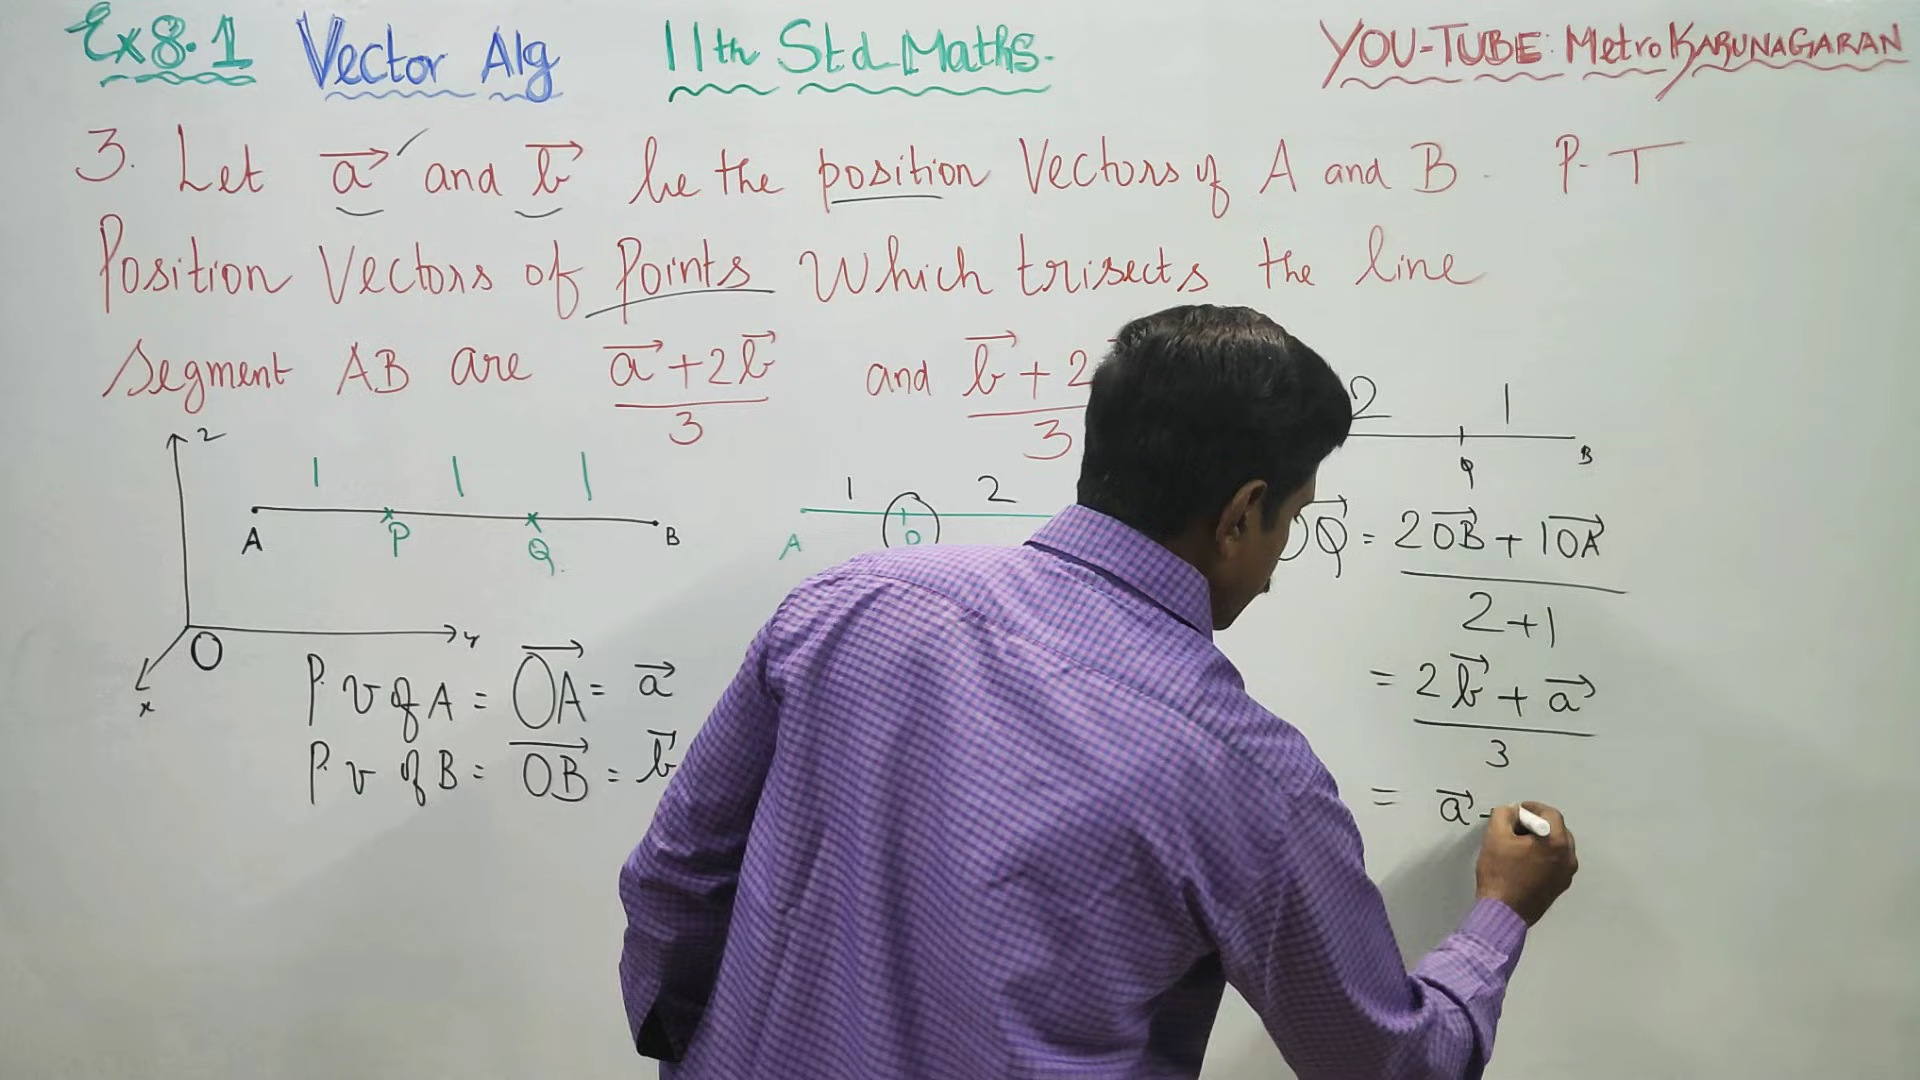 Ex 8.1 Vector Alg 11th Std Maths. YOU-TUBE: Metro KARUNAGARAN
3. Let a⃗ and b⃗ be the position Vectors of A and B. P.T
Position Vectors of Points Which trisects the line
Segment AB are (a⃗ + 2b⃗)/3 and b⃗ + 2 /3
z
1 1 1
A P Q B
O y
x
P.v of A = OA⃗ = a⃗
P.v of B = OB⃗ = b⃗
1 2
A P
2 1
Q B
OQ⃗ = (2OB⃗ + 1OA⃗)/(2+1)
= (2b⃗ + a⃗)/3
= a⃗